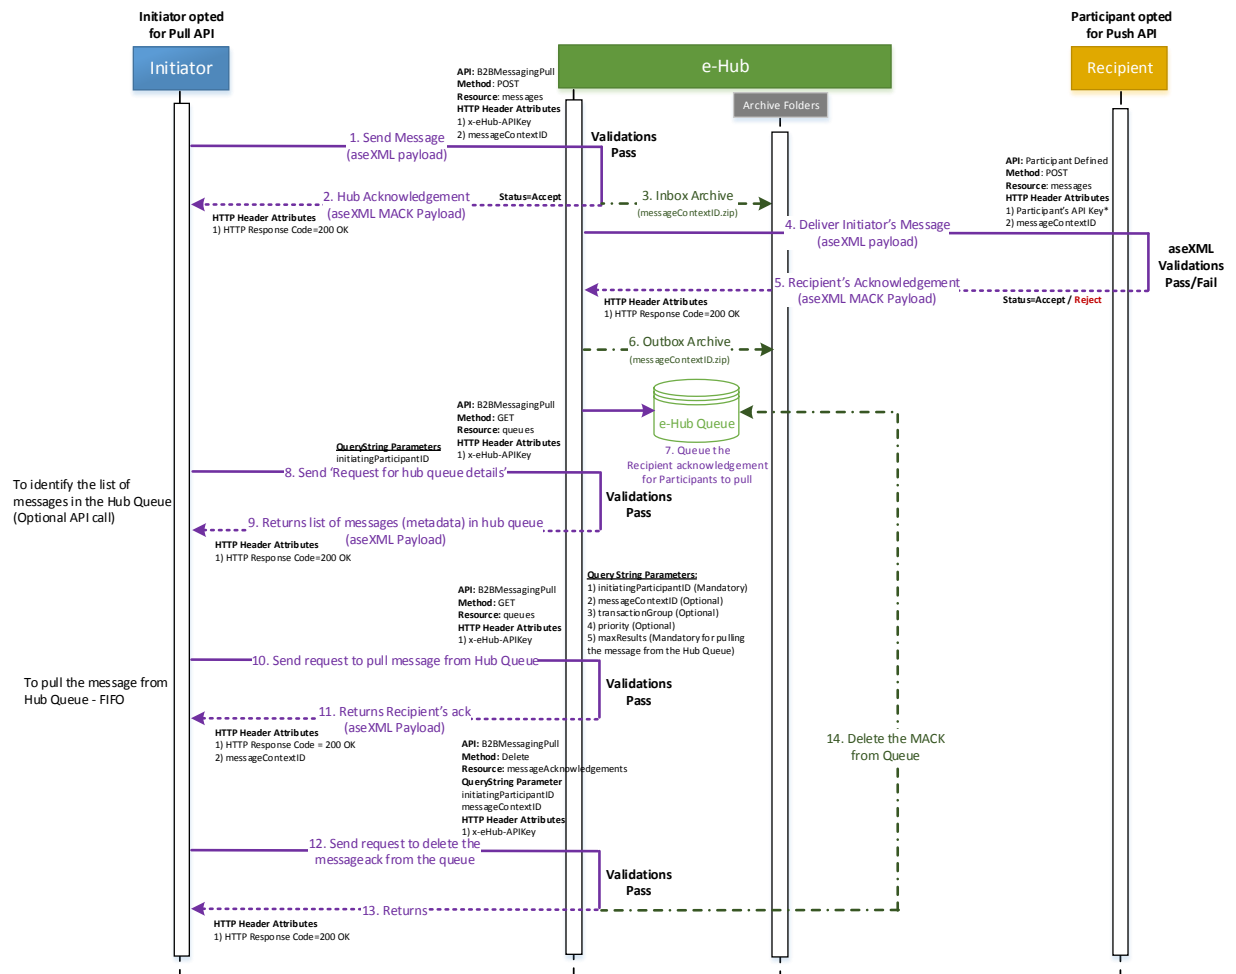 Initiator opted
for Pull API
Participant opted
for Push API
Initiator
e-Hub
Recipient
Archive Folders
API: B2BMessagingPull
Method: POST
Resource: messages
HTTP Header Attributes
1) x-eHub-APIKey
2) messageContextID
1. Send Message
(aseXML payload)
Validations
Pass
2. Hub Acknowledgement
(aseXML MACK Payload)
Status=Accept
HTTP Header Attributes
1) HTTP Response Code=200 OK
3. Inbox Archive
(messageContextID.zip)
API: Participant Defined
Method: POST
Resource: messages
HTTP Header Attributes
1) Participant's API Key*
2) messageContextID
4. Deliver Initiator's Message
(aseXML payload)
aseXML
Validations
Pass/Fail
5. Recipient's Acknowledgement
(aseXML MACK Payload)
Status=Accept / Reject
HTTP Header Attributes
1) HTTP Response Code=200 OK
6. Outbox Archive
(messageContextID.zip)
e-Hub Queue
7. Queue the
Recipient acknowledgement
for Participants to pull
API: B2BMessagingPull
Method: GET
Resource: queues
HTTP Header Attributes
1) x-eHub-APIKey
QueryString Parameters
initiatingParticipantID
8. Send 'Request for hub queue details'
To identify the list of
messages in the Hub Queue
(Optional API call)
Validations
Pass
9. Returns list of messages (metadata) in hub queue
(aseXML Payload)
HTTP Header Attributes
1) HTTP Response Code=200 OK
API: B2BMessagingPull
Method: GET
Resource: queues
HTTP Header Attributes
1) x-eHub-APIKey
Query String Parameters:
1) initiatingParticipantID (Mandatory)
2) messageContextID (Optional)
3) transactionGroup (Optional)
4) priority (Optional)
5) maxResults (Mandatory for pulling
the message from the Hub Queue)
10. Send request to pull message from Hub Queue
To pull the message from
Hub Queue - FIFO
Validations
Pass
11. Returns Recipient's ack
(aseXML Payload)
HTTP Header Attributes
1) HTTP Response Code = 200 OK
2) messageContextID
API: B2BMessagingPull
Method: Delete
Resource: messageAcknowledgements
QueryString Parameter
initiatingParticipantID
messageContextID
HTTP Header Attributes
1) x-eHub-APIKey
14. Delete the MACK
from Queue
12. Send request to delete the
messageack from the queue
Validations
Pass
13. Returns
HTTP Header Attributes
1) HTTP Response Code=200 OK